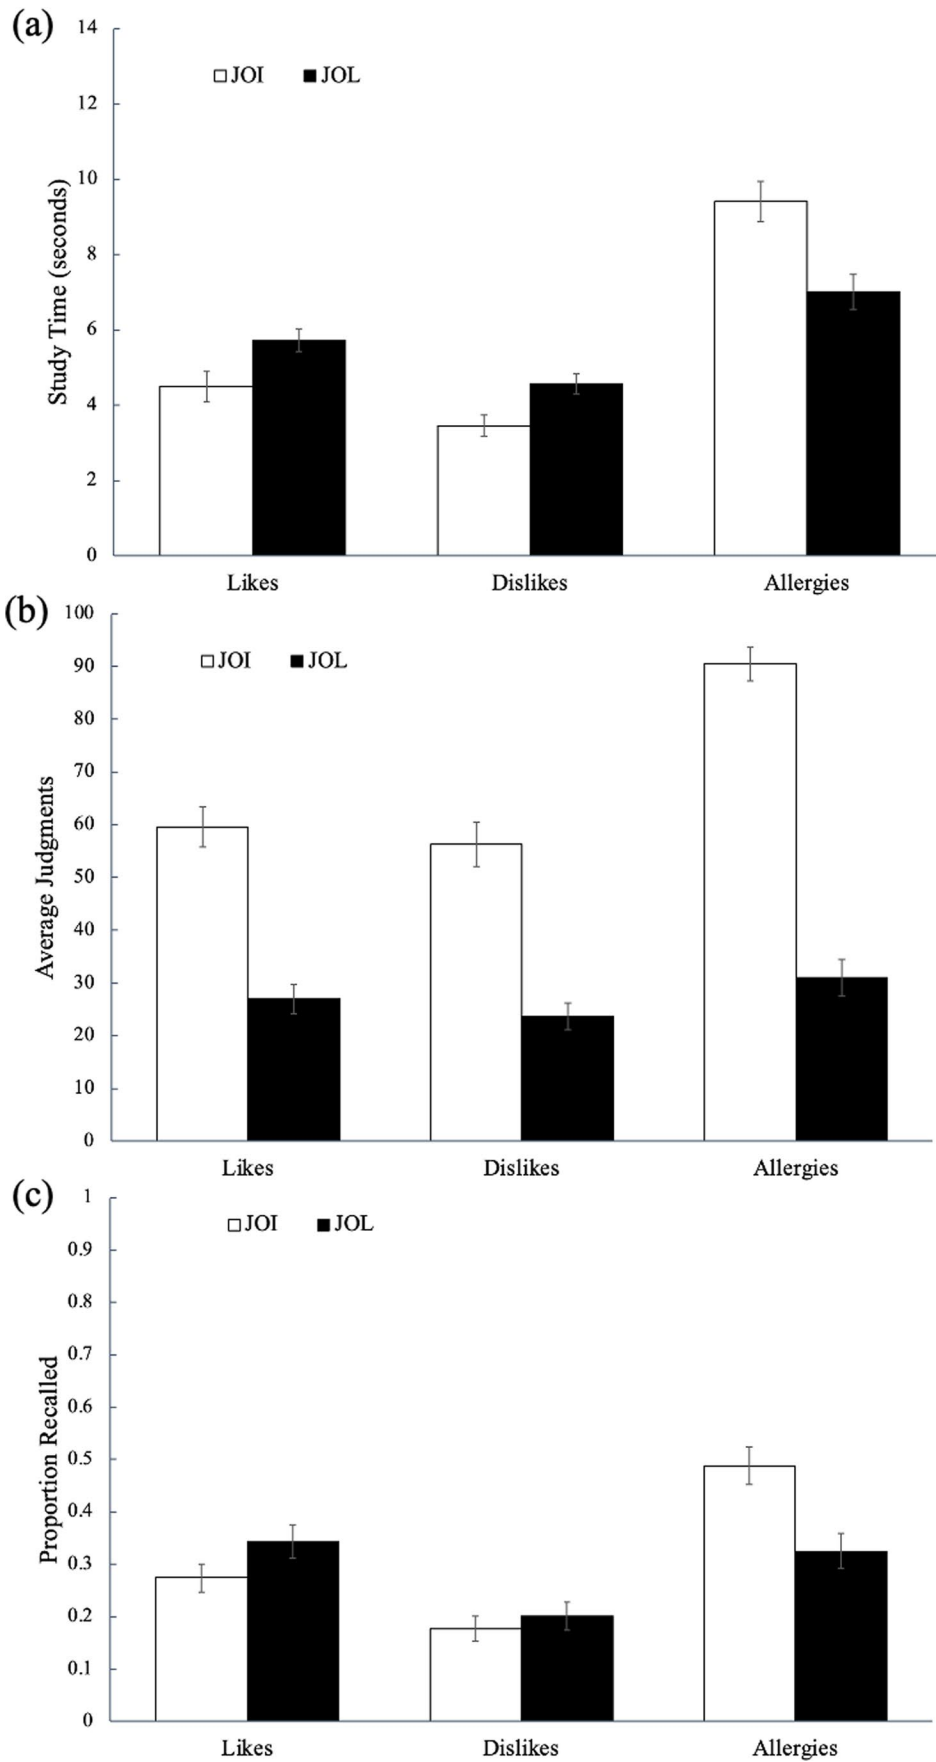 (a)
14
JOI JOL
12
10
8
6
4
2
0
Study Time (seconds)
Likes Dislikes Allergies
(b)
100
JOI JOL
90
80
70
60
50
40
30
20
10
0
Average Judgments
Likes Dislikes Allergies
(c)
1
JOI JOL
0.9
0.8
0.7
0.6
0.5
0.4
0.3
0.2
0.1
0
Proportion Recalled
Likes Dislikes Allergies